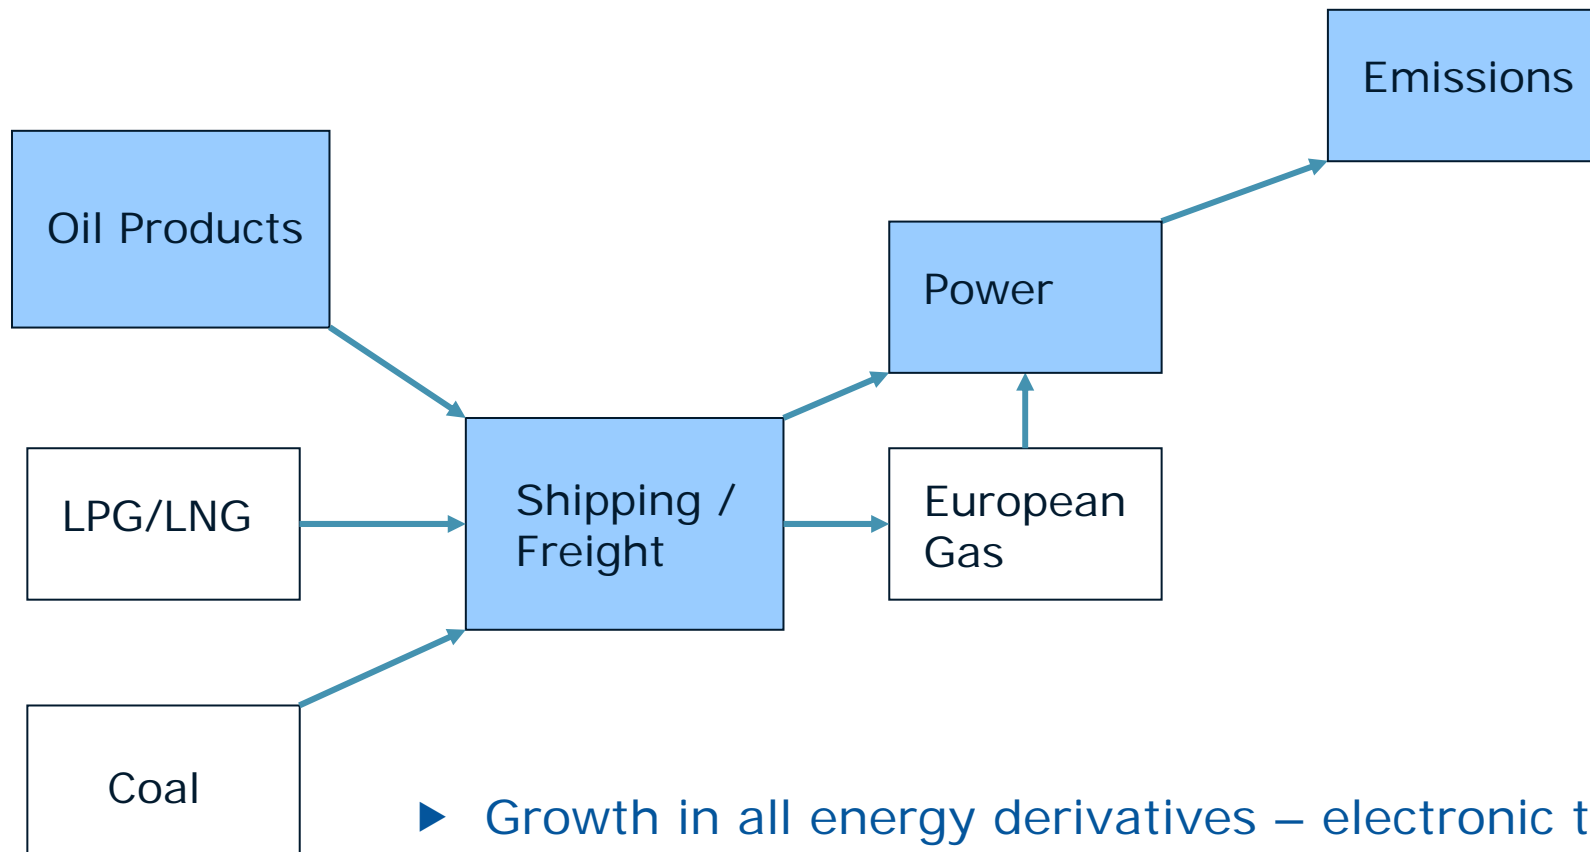 Emissions
Oil Products
Power
LPG/LNG
Shipping /
Freight
European
Gas
Coal
Growth in all energy derivatives – electronic